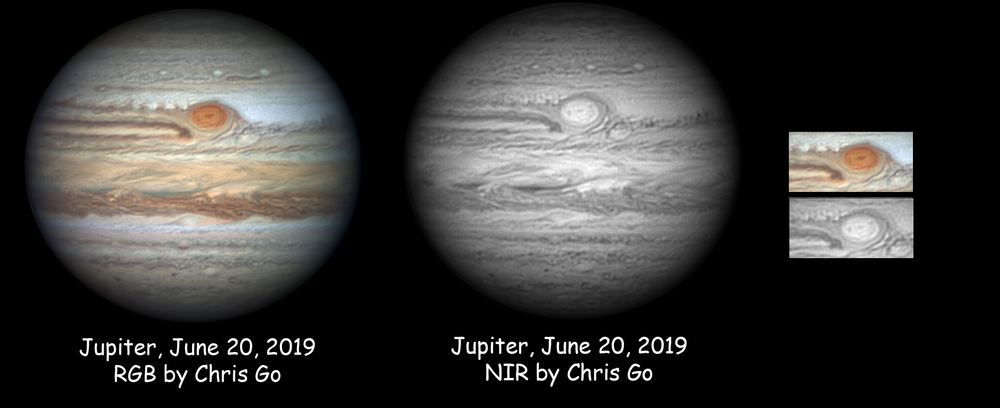 Jupiter, June 20, 2019
RGB by Chris Go
Jupiter, June 20, 2019
NIR by Chris Go